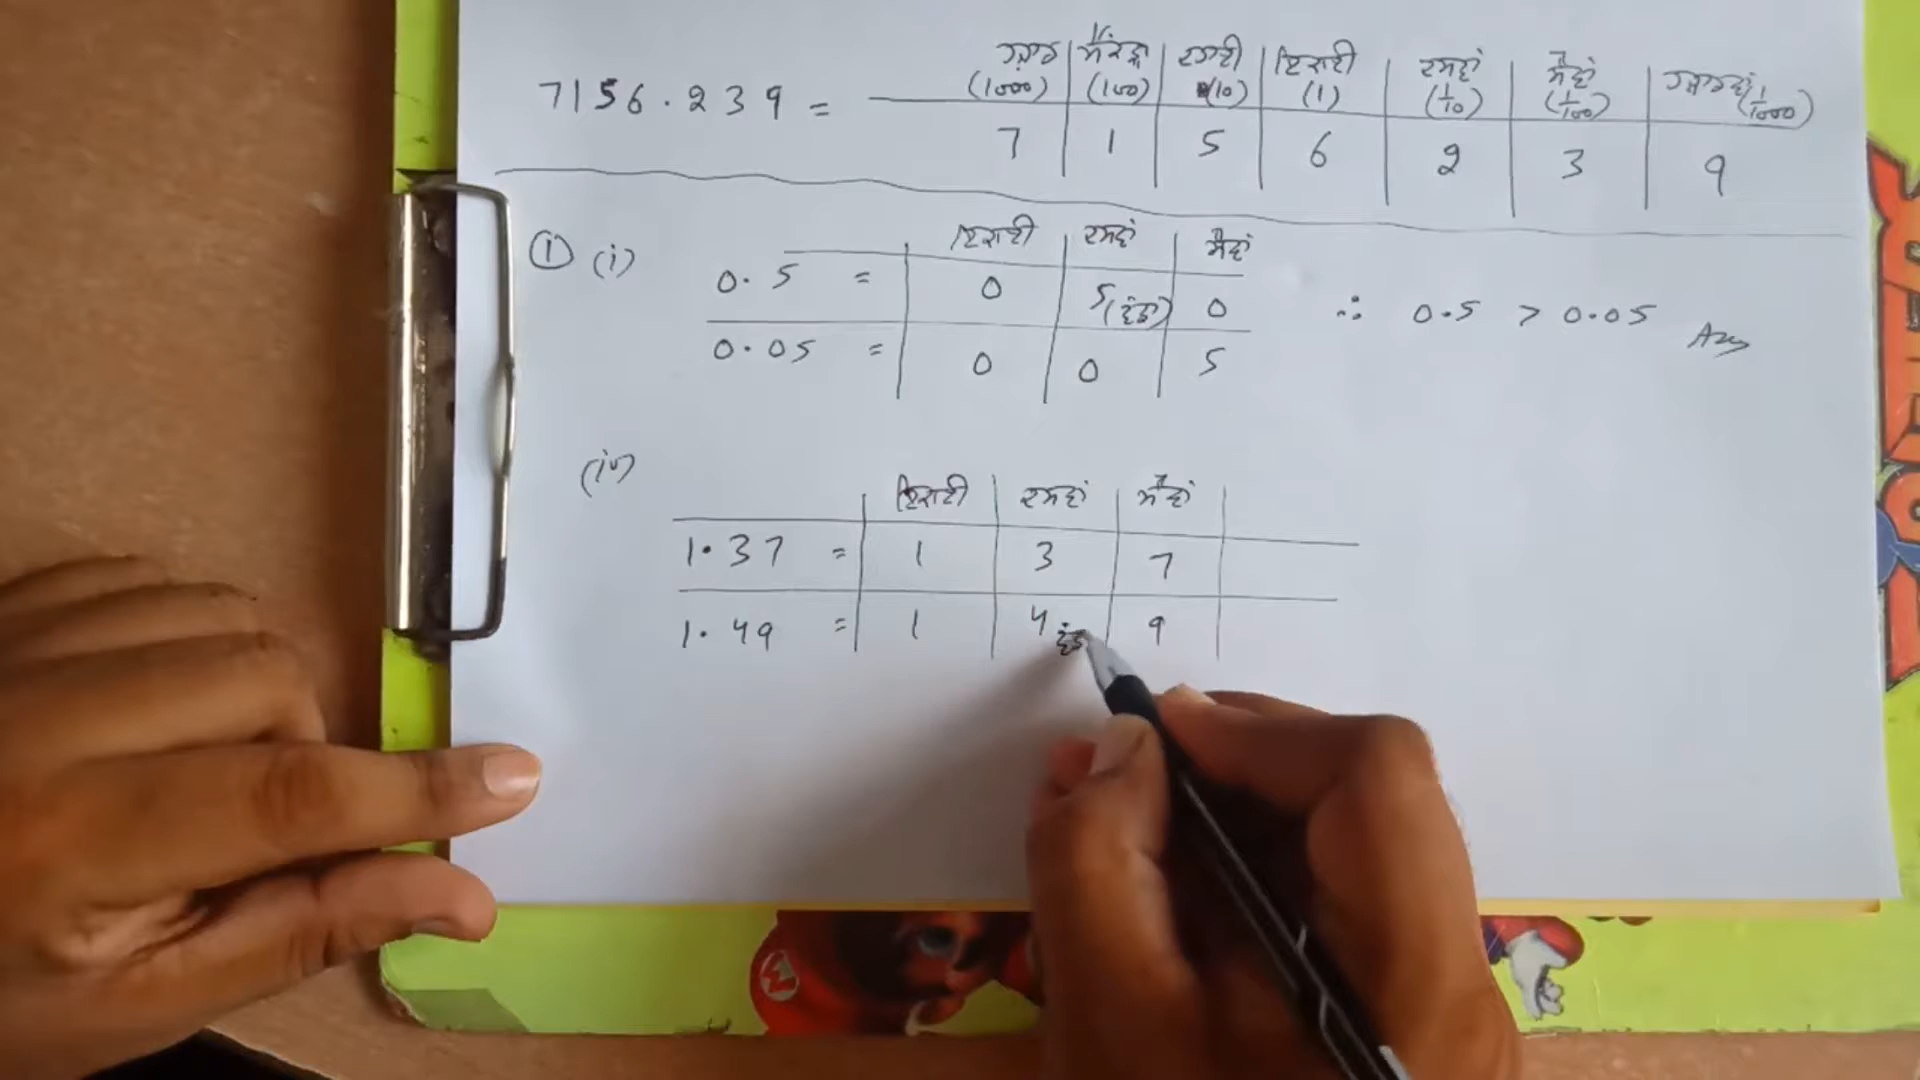 ਹਜ਼ਾਰ ਸੈਂਕੜਾ ਦਹਾਈ ਇਕਾਈ ਦਸਵਾਂ ਸੌਵਾਂ ਹਜ਼ਾਰਵਾਂ
7156.239 = (1000) (100) (10) (1) (1/10) (1/100) (1/1000)
7 1 5 6 2 3 9
ਇਕਾਈ ਦਸਵਾਂ ਸੌਵਾਂ
① (i) 0.5 = 0 5(ਵੱਡਾ) 0 ∴ 0.5 > 0.05 Ans
0.05 = 0 0 5
(iv) ਇਕਾਈ ਦਸਵਾਂ ਸੌਵਾਂ
1.37 = 1 3 7
1.49 = 1 4 9